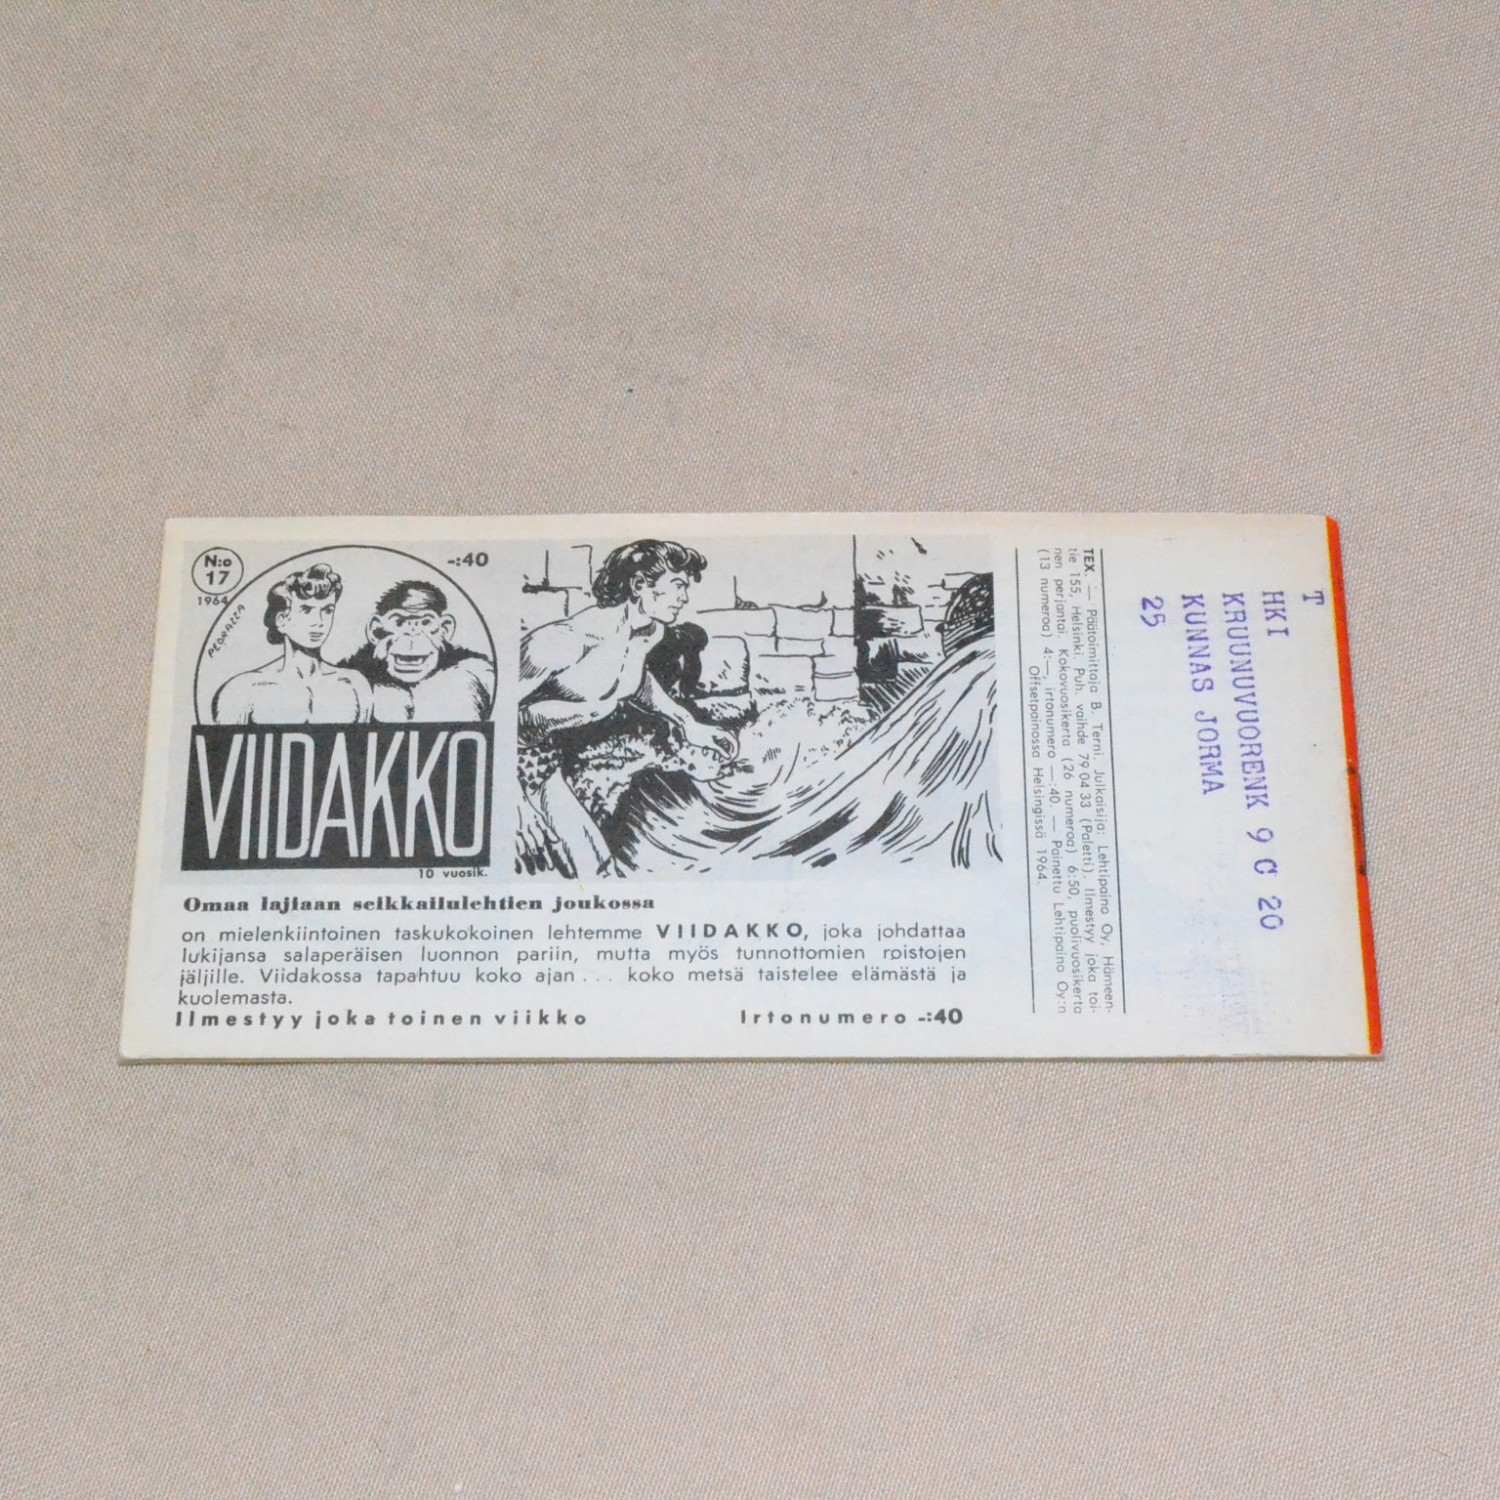 N:o
17
1964
-:40
PEDRAZZA
VIIDAKKO
10 vuosik.
Omaa lajiaan seikkailulehtien joukossa
on mielenkiintoinen taskukokoinen lehtemme VIIDAKKO, joka johdattaa
lukijansa salaperäisen luonnon pariin, mutta myös tunnottomien roistojen
jäljille. Viidakossa tapahtuu koko ajan . . . koko metsä taistelee elämästä ja
kuolemasta.
Ilmestyy joka toinen viikko
Irtonumero -:40
TEX. — Päätoimittaja B. Terni. Julkaisija: Lehtipaino Oy, Hämeen-
tie 155, Helsinki. Puh. vaihde 79 04 33 (Paletti). Ilmestyy joka toi-
nen perjantai. Kokovuosikerta (26 numeroa) 6:50, puolivuosikerta
(13 numeroa) 4:—, irtonumero —:40. — Painettu Lehtipaino Oy:n
Offsetpainossa Helsingissä 1964.
T
HKI
KRUUNUVUORENK 9 C 20
KUNNAS JORMA
25